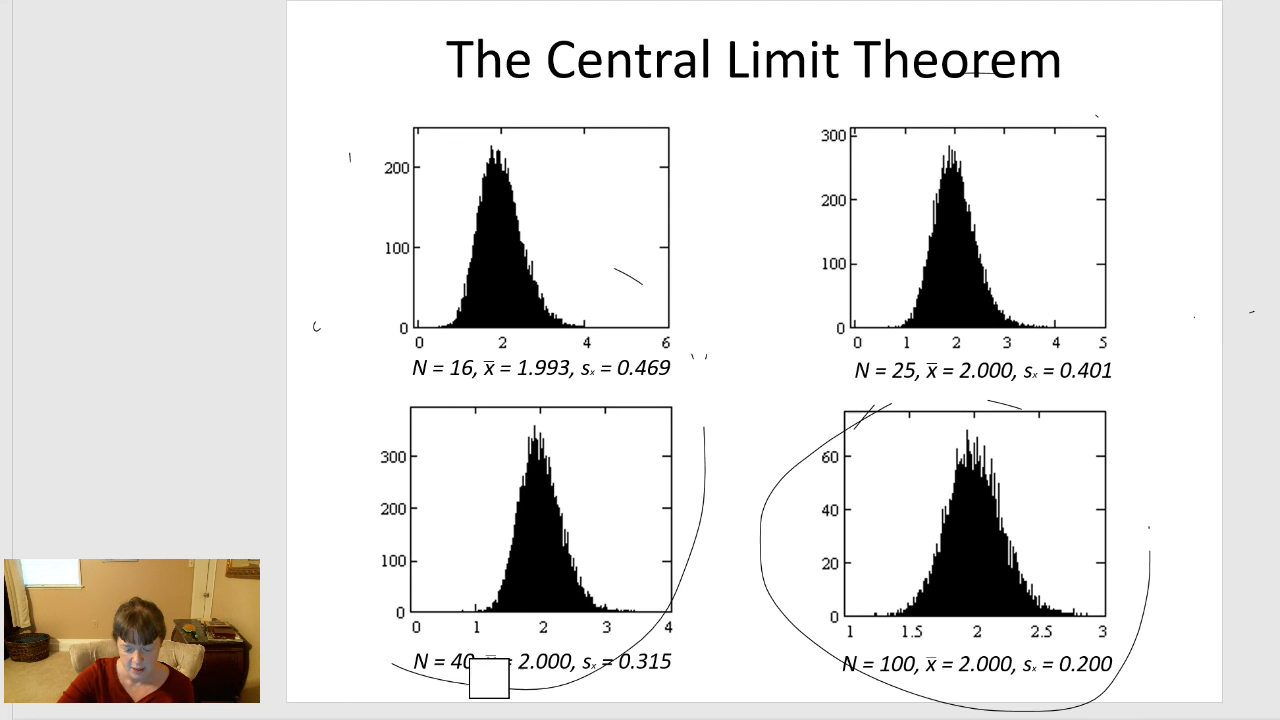 The Central Limit Theorem
200
100
0
0 2 4 6
N = 16, x̅ = 1.993, sₓ = 0.469
300
200
100
0
0 1 2 3 4 5
N = 25, x̅ = 2.000, sₓ = 0.401
300
200
100
0
0 1 2 3 4
N = 40, = 2.000, sₓ = 0.315
60
40
20
0
1 1.5 2 2.5 3
N = 100, x̅ = 2.000, sₓ = 0.200